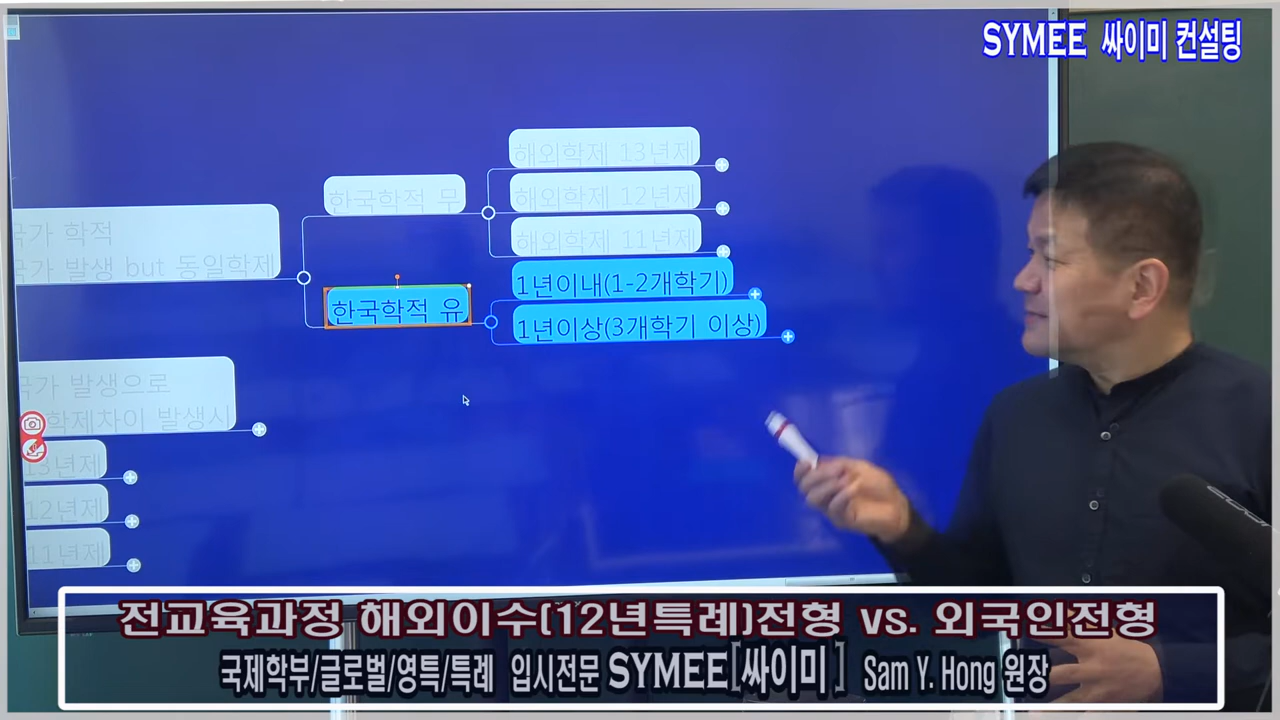 SYMEE 싸이미 컨설팅
해외학제 13년제
한국학적 무
해외학제 12년제
해외학제 11년제
국가 학적
국가 발생 but 동일학제
1년이내(1-2개학기)
한국학적 유
1년이상(3개학기 이상)
국가 발생으로
학제차이 발생시
13년제
12년제
11년제
전교육과정 해외이수(12년특례)전형 vs. 외국인전형
국제학부/글로벌/영특/특례 입시전문 SYMEE[싸이미] Sam Y. Hong 원장